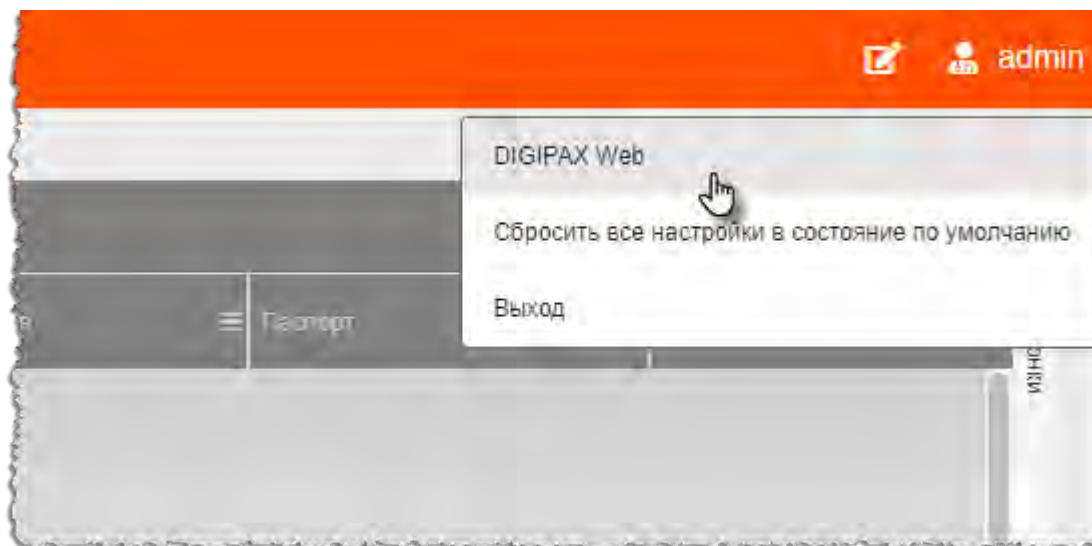 admin
DIGIPAX Web
Сбросить все настройки в состояние по умолчанию
Выход
Паспорт